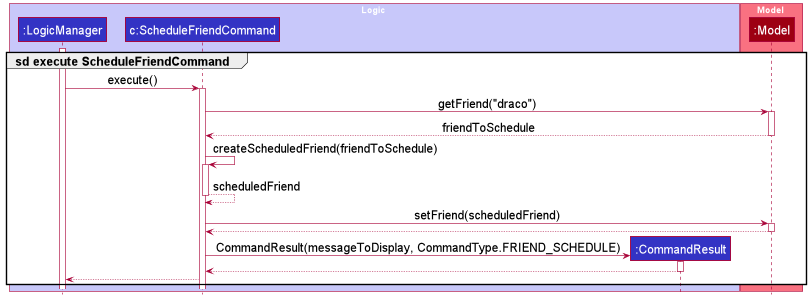 Logic
Model
:LogicManager
c:ScheduleFriendCommand
:Model
sd execute ScheduleFriendCommand
execute()
getFriend("draco")
friendToSchedule
createScheduledFriend(friendToSchedule)
scheduledFriend
setFriend(scheduledFriend)
CommandResult(messageToDisplay, CommandType.FRIEND_SCHEDULE)
:CommandResult